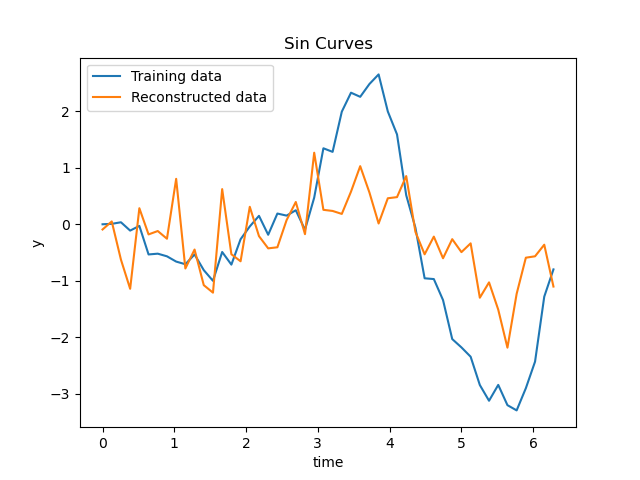 Sin Curves
Training data
Reconstructed data
y
2
1
0
−1
−2
−3
0 1 2 3 4 5 6
time